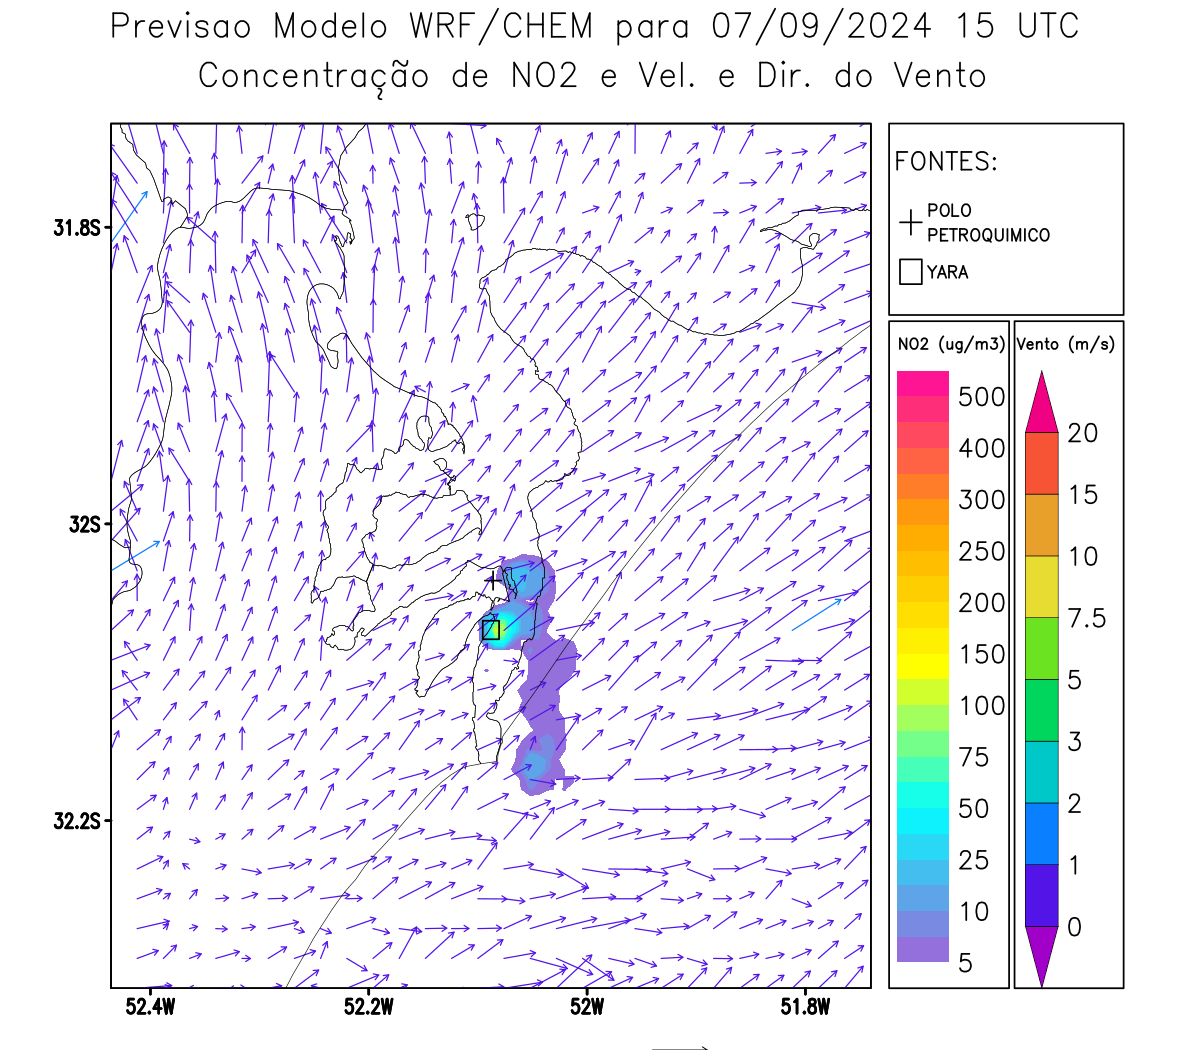 Previsao Modelo WRF/CHEM para 07/09/2024 15 UTC
Concentração de NO2 e Vel. e Dir. do Vento
FONTES:
POLO
PETROQUIMICO
YARA
NO2 (ug/m3)
500
400
300
250
200
150
100
75
50
25
10
5
Vento (m/s)
20
15
10
7.5
5
3
2
1
0
31.8S
32S
32.2S
52.4W
52.2W
52W
51.8W